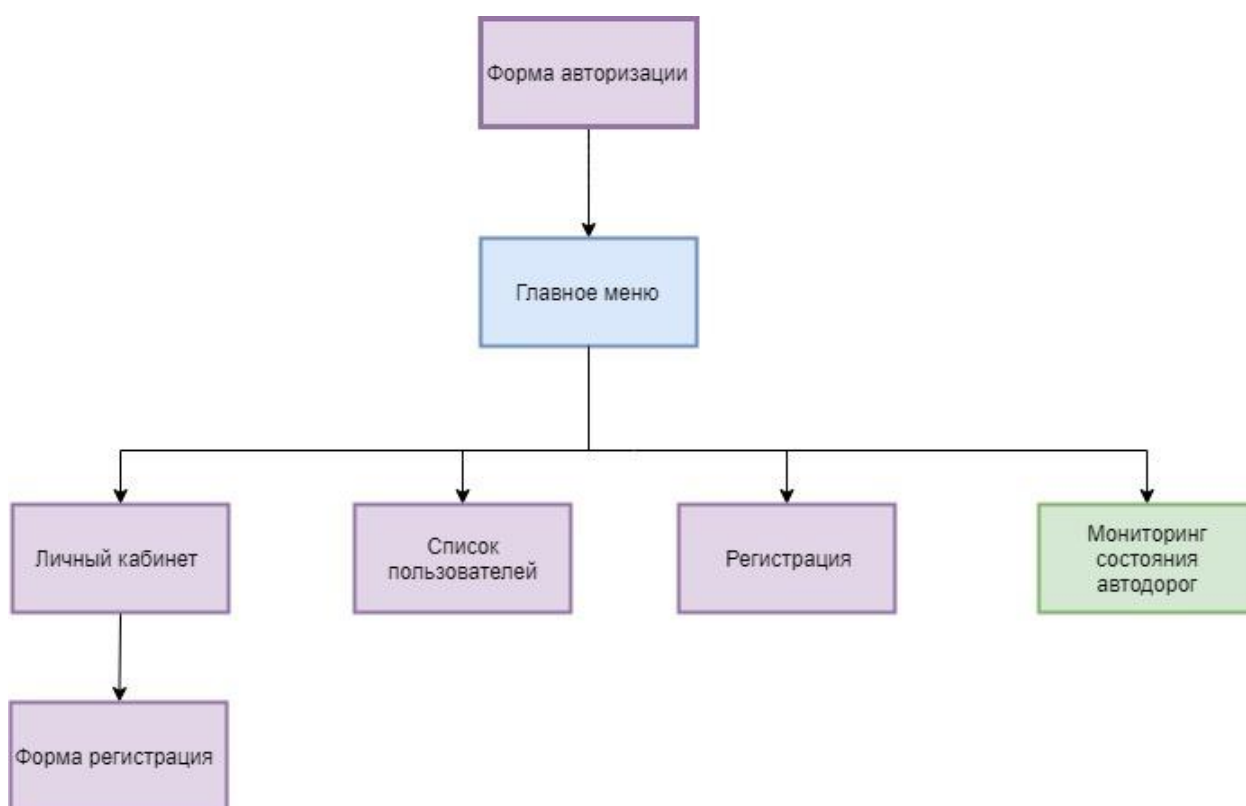 Форма авторизации
Главное меню
Личный кабинет
Список
пользователей
Регистрация
Мониторинг
состояния
автодорог
Форма регистрация